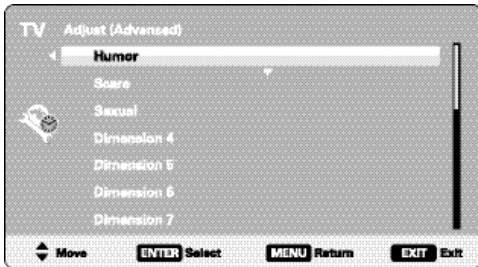 TV Adjust (Advanced)
Humor
Scare
Sexual
Dimension 4
Dimension 5
Dimension 6
Dimension 7
Move ENTER Select MENU Return EXIT Exit